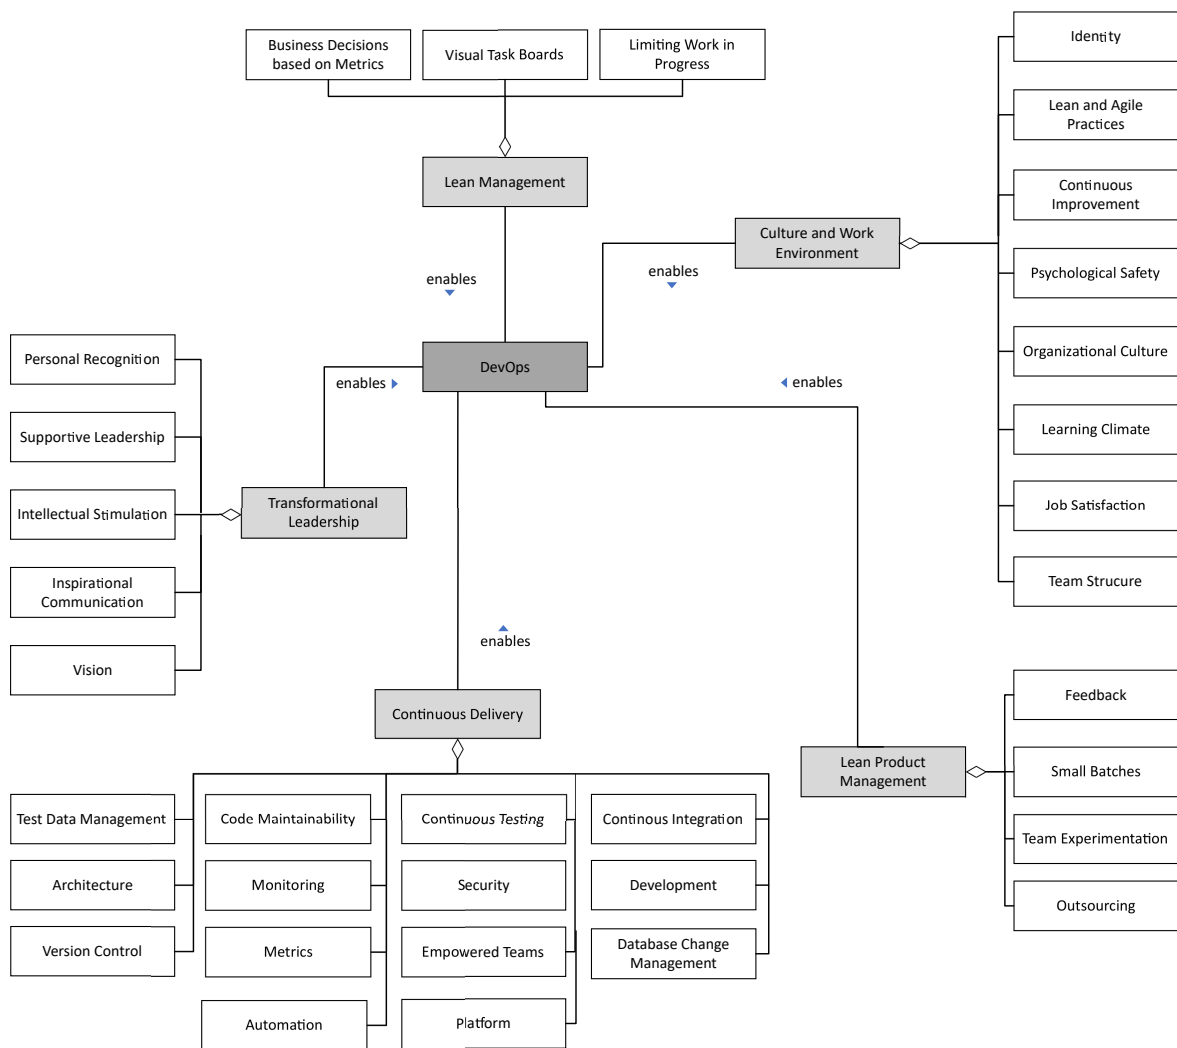 Business Decisions
based on Metrics
Visual Task Boards
Limiting Work in
Progress
Identity
Lean and Agile
Practices
Lean Management
Continuous
Improvement
Culture and Work
Environment
enables
enables
Psychological Safety
Personal Recognition
DevOps
Organizational Culture
enables
enables
Supportive Leadership
Learning Climate
Intellectual Stimulation
Transformational
Leadership
Job Satisfaction
Inspirational
Communication
Team Strucure
enables
Vision
Continuous Delivery
Feedback
Lean Product
Management
Small Batches
Test Data Management
Code Maintainability
Continuous Testing
Continous Integration
Team Experimentation
Architecture
Monitoring
Security
Development
Outsourcing
Version Control
Metrics
Empowered Teams
Database Change
Management
Automation
Platform